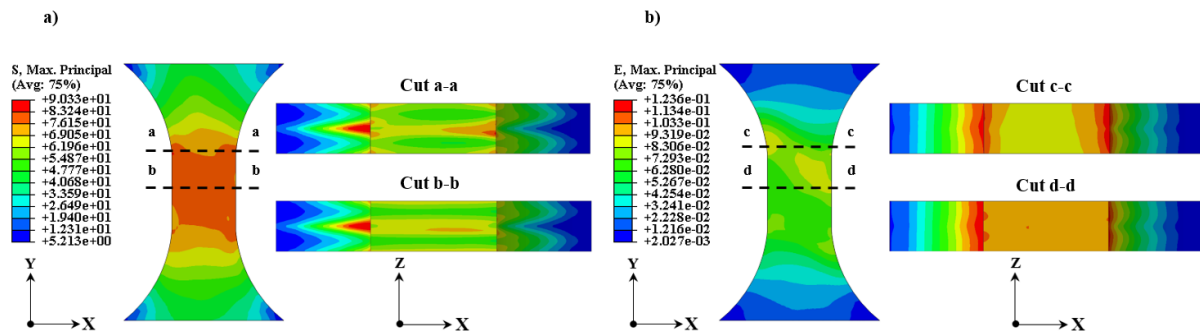 a)
S, Max. Principal
(Avg: 75%)
+9.033e+01
+8.324e+01
+7.615e+01
+6.905e+01
+6.196e+01
+5.487e+01
+4.777e+01
+4.068e+01
+3.359e+01
+2.649e+01
+1.940e+01
+1.231e+01
+5.213e+00
a a
b b
Cut a-a
Cut b-b
Y
X
Z
X
b)
E, Max. Principal
(Avg: 75%)
+1.236e-01
+1.134e-01
+1.033e-01
+9.319e-02
+8.306e-02
+7.293e-02
+6.280e-02
+5.267e-02
+4.254e-02
+3.241e-02
+2.228e-02
+1.216e-02
+2.027e-03
c c
d d
Cut c-c
Cut d-d
Y
X
Z
X